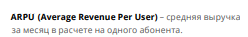 ARPU (Average Revenue Per User) – средняя выручка
за месяц в расчете на одного абонента.